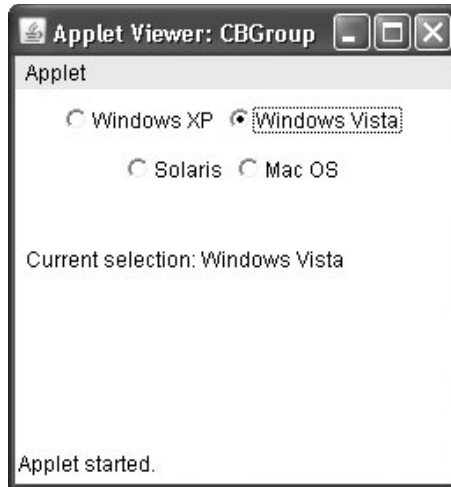 Applet Viewer: CBGroup
Applet
Windows XP Windows Vista
Solaris Mac OS
Current selection: Windows Vista
Applet started.